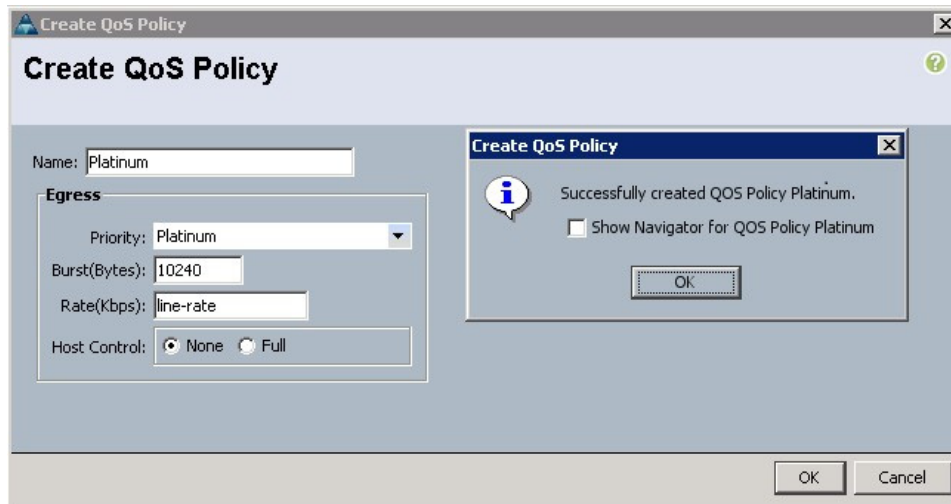 Create QoS Policy
Create QoS Policy
Name: Platinum
Egress
Priority: Platinum
Burst(Bytes): 10240
Rate(Kbps): line-rate
Host Control: None Full
Create QoS Policy
Successfully created QOS Policy Platinum.
Show Navigator for QOS Policy Platinum
OK
OK Cancel